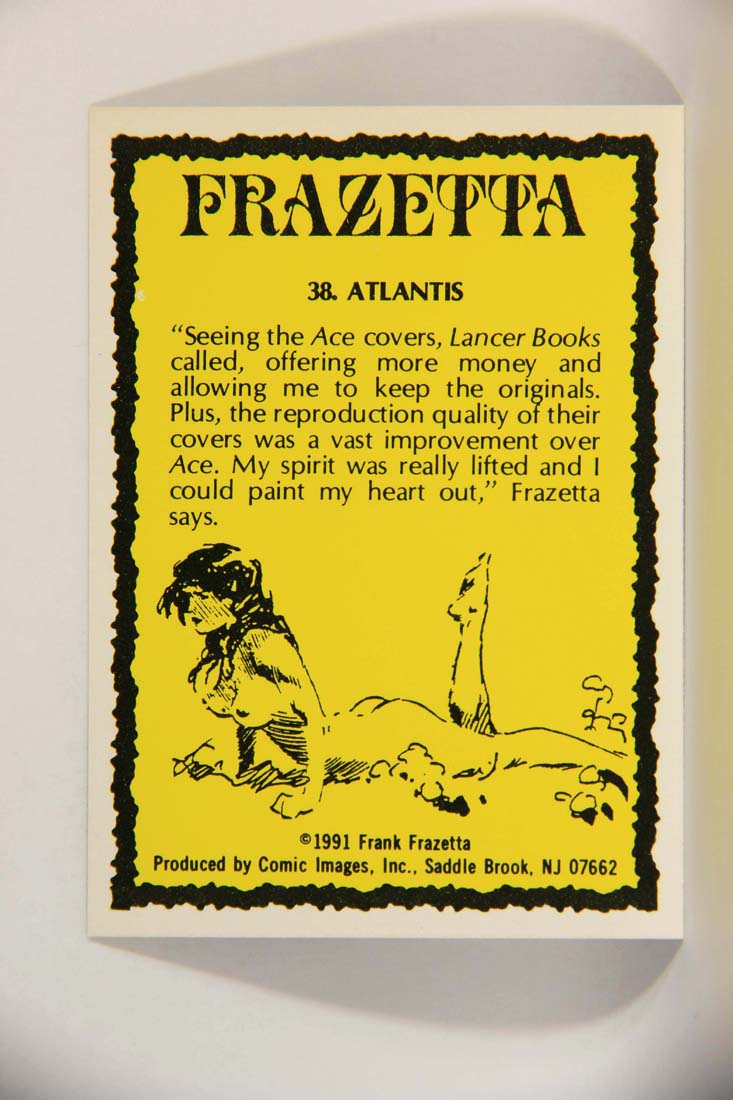 FRAZETTA
38. ATLANTIS
“Seeing the Ace covers, Lancer Books
called, offering more money and
allowing me to keep the originals.
Plus, the reproduction quality of their
covers was a vast improvement over
Ace. My spirit was really lifted and I
could paint my heart out,” Frazetta
says.
©1991 Frank Frazetta
Produced by Comic Images, Inc., Saddle Brook, NJ 07662